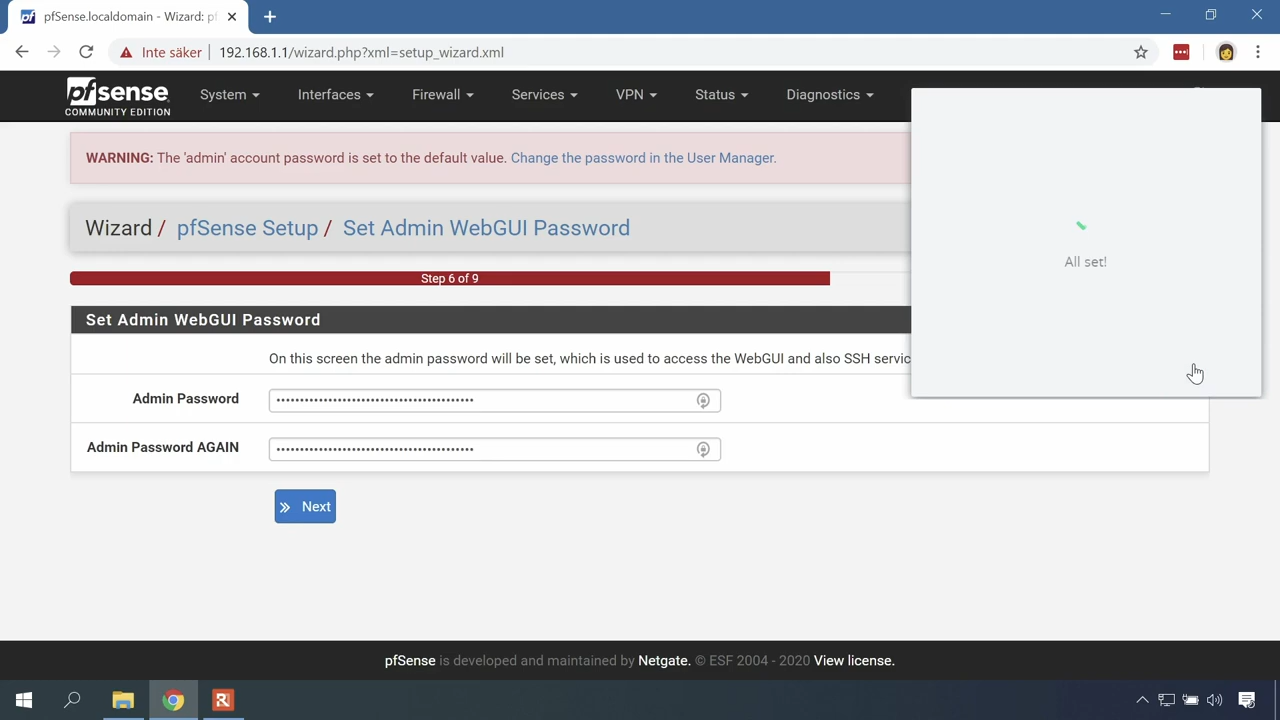 pfSense.localdomain - Wizard: pf
Inte säker
192.168.1.1/wizard.php?xml=setup_wizard.xml
pfsense
COMMUNITY EDITION
System
Interfaces
Firewall
Services
VPN
Status
Diagnostics
WARNING: The 'admin' account password is set to the default value. Change the password in the User Manager.
Wizard / pfSense Setup / Set Admin WebGUI Password
Step 6 of 9
All set!
Set Admin WebGUI Password
On this screen the admin password will be set, which is used to access the WebGUI and also SSH servic
Admin Password
Admin Password AGAIN
Next
pfSense is developed and maintained by Netgate. © ESF 2004 - 2020 View license.